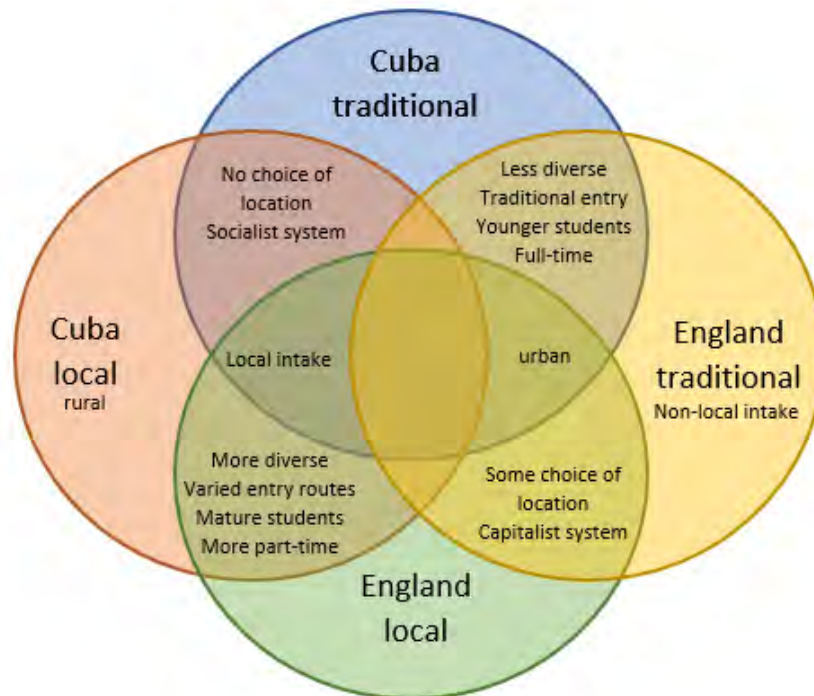 Cuba
traditional
No choice of
location
Socialist system
Less diverse
Traditional entry
Younger students
Full-time
Cuba
local
rural
Local intake
urban
England
traditional
Non-local intake
More diverse
Varied entry routes
Mature students
More part-time
Some choice of
location
Capitalist system
England
local